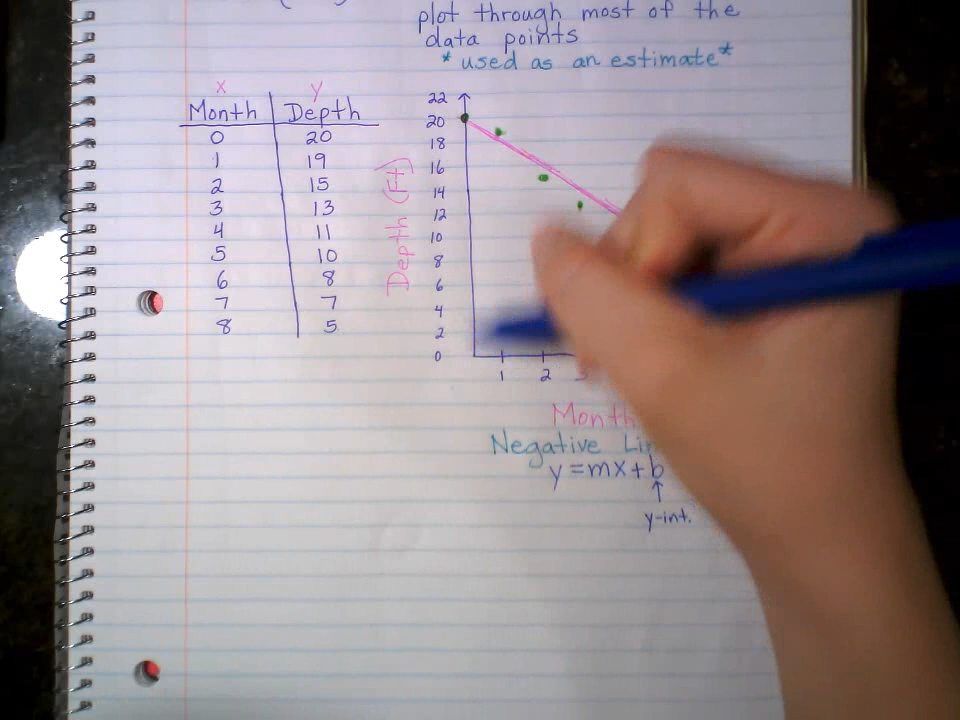 plot through most of the
data points
*used as an estimate*
x y
Month Depth
0 20
1 19
2 15
3 13
4 11
5 10
6 8
7 7
8 5
Depth (Ft)
22
20
18
16
14
12
10
8
6
4
2
0
1 2
Month
Negative
y=mx+b
y-int.